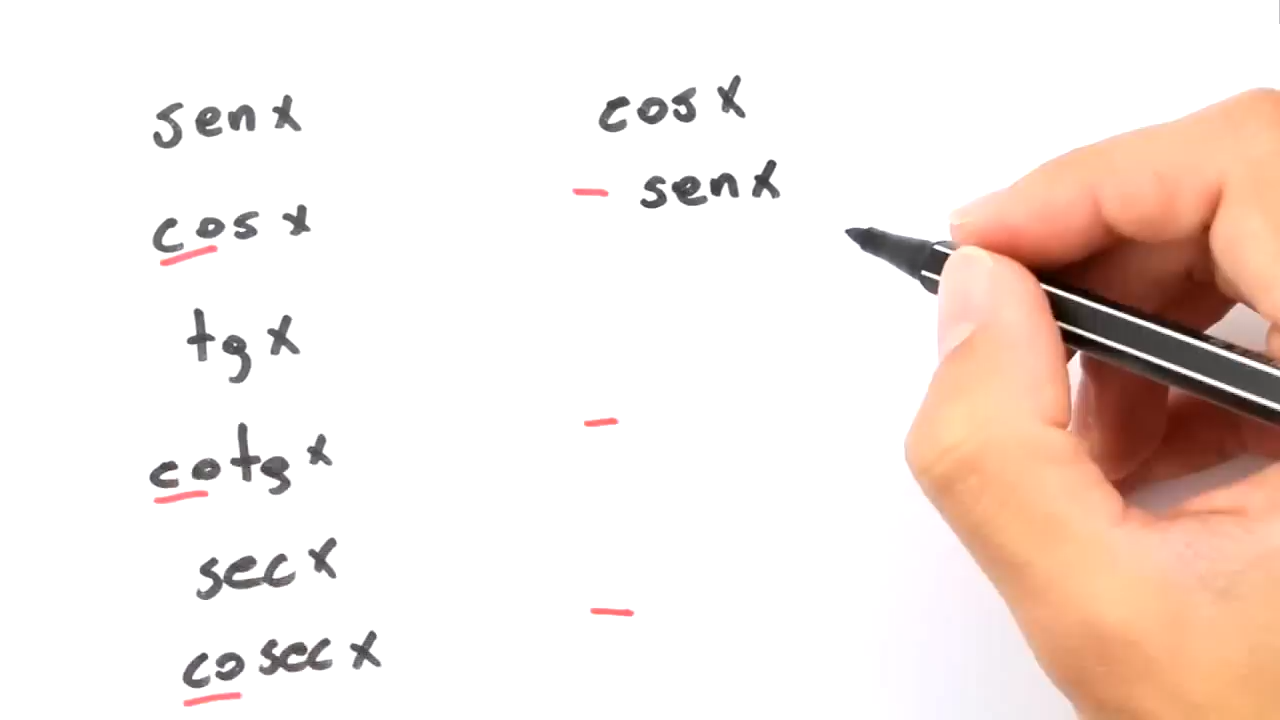 sen x cos x
cos x - sen x
tg x
cotg x -
sec x
cosec x -